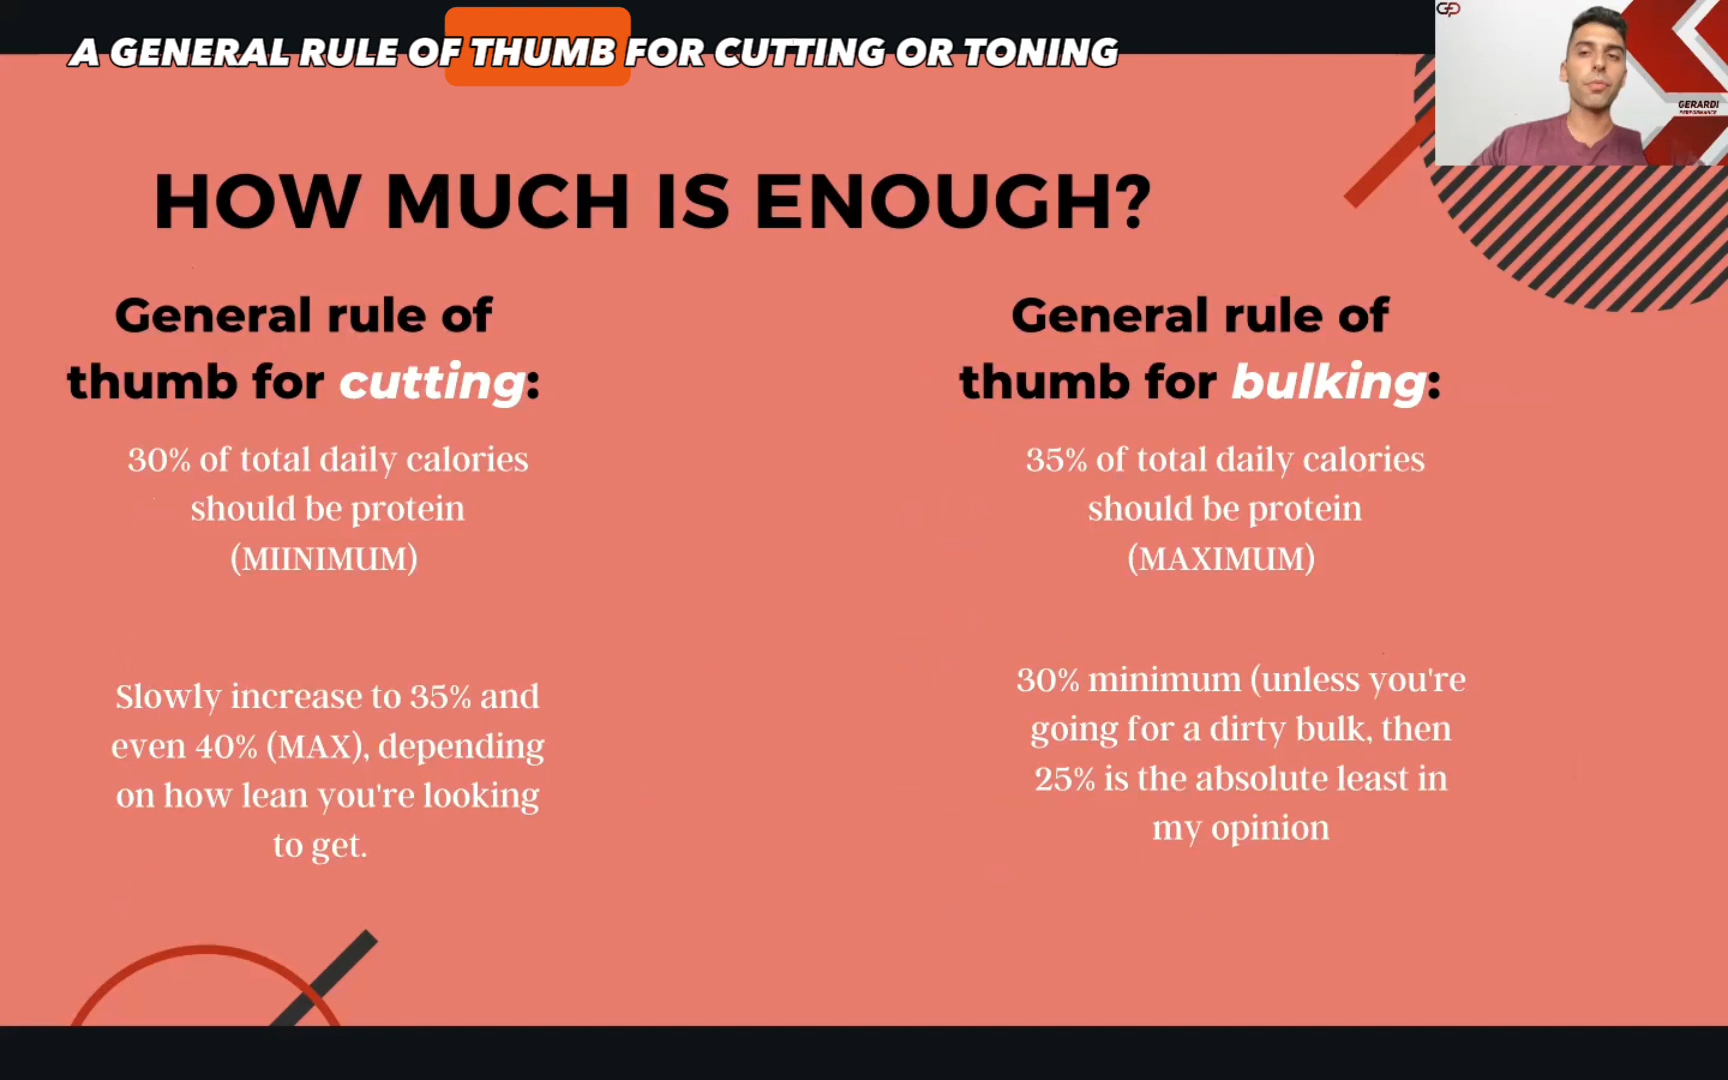 A GENERAL RULE OF THUMB FOR CUTTING OR TONING
GP
GERARDI
PERFORMANCE
HOW MUCH IS ENOUGH?
General rule of
thumb for cutting:
30% of total daily calories
should be protein
(MIINIMUM)
Slowly increase to 35% and
even 40% (MAX), depending
on how lean you're looking
to get.
General rule of
thumb for bulking:
35% of total daily calories
should be protein
(MAXIMUM)
30% minimum (unless you're
going for a dirty bulk, then
25% is the absolute least in
my opinion